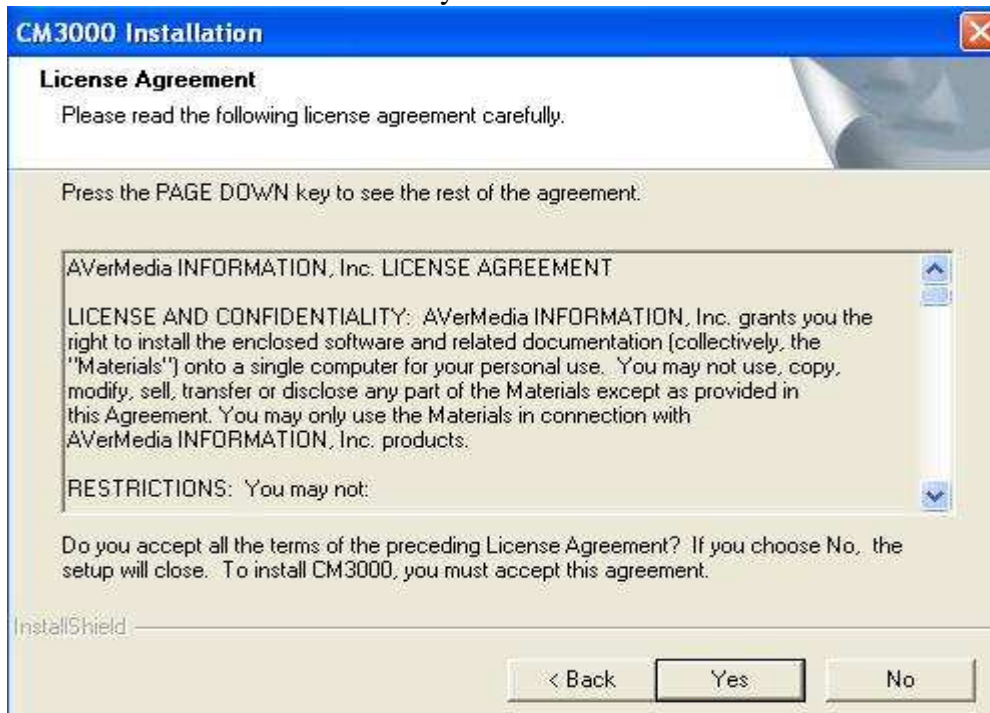 CM3000 Installation
License Agreement
Please read the following license agreement carefully.
Press the PAGE DOWN key to see the rest of the agreement.
AVerMedia INFORMATION, Inc. LICENSE AGREEMENT
LICENSE AND CONFIDENTIALITY:  AVerMedia INFORMATION, Inc. grants you the
right to install the enclosed software and related documentation (collectively, the
"Materials") onto a single computer for your personal use.  You may not use, copy,
modify, sell, transfer or disclose any part of the Materials except as provided in
this Agreement. You may only use the Materials in connection with
AVerMedia INFORMATION, Inc. products.
RESTRICTIONS:  You may not:
Do you accept all the terms of the preceding License Agreement?  If you choose No,  the
setup will close.  To install CM3000, you must accept this agreement.
InstallShield
< Back
Yes
No